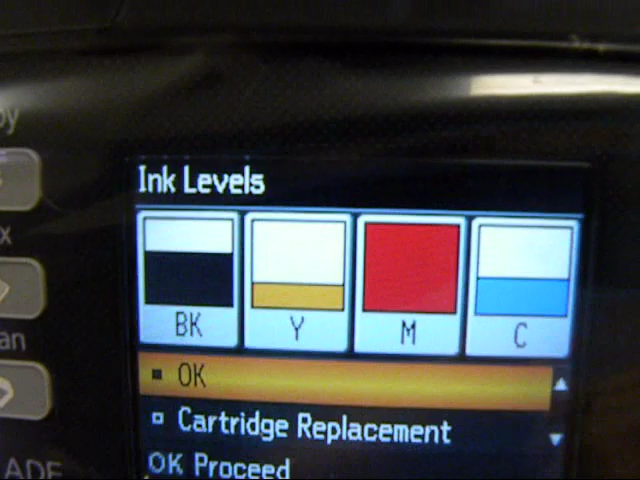 Ink Levels
BK Y M C
OK
Cartridge Replacement
OK Proceed